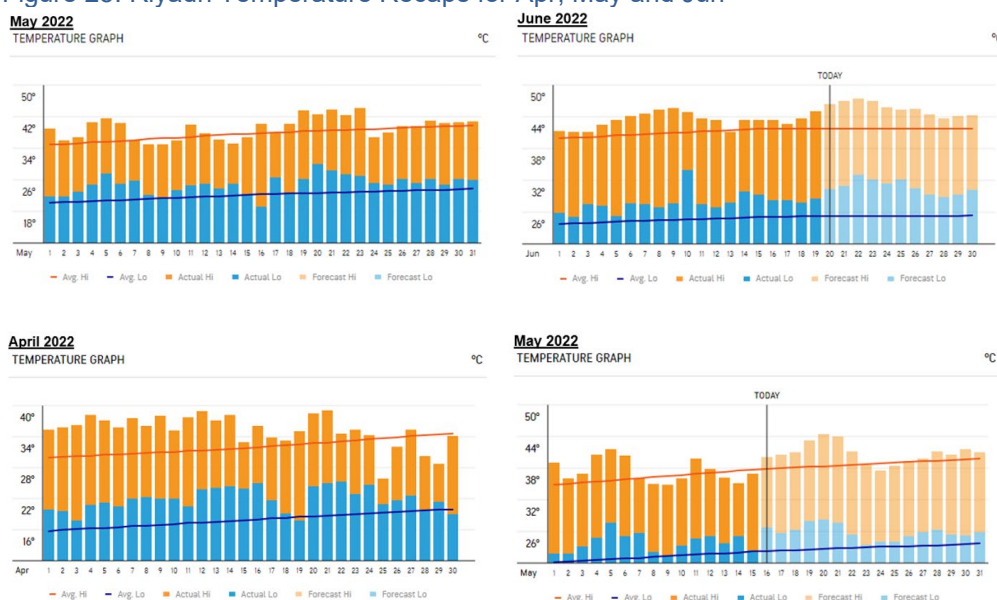 Figure 29: Riyadh Temperature Recaps for Apr, May and Jun
May 2022
TEMPERATURE GRAPH
°C
50°
42°
34°
26°
18°
May 1 2 3 4 5 6 7 8 9 10 11 12 13 14 15 16 17 18 19 20 21 22 23 24 25 26 27 28 29 30 31
Avg. Hi Avg. Lo Actual Hi Actual Lo Forecast Hi Forecast Lo
June 2022
TEMPERATURE GRAPH
TODAY
50°
44°
38°
32°
26°
Jun 1 2 3 4 5 6 7 8 9 10 11 12 13 14 15 16 17 18 19 20 21 22 23 24 25 26 27 28 29 30
Avg. Hi Avg. Lo Actual Hi Actual Lo Forecast Hi Forecast Lo
April 2022
TEMPERATURE GRAPH
°C
40°
34°
28°
22°
16°
Apr 1 2 3 4 5 6 7 8 9 10 11 12 13 14 15 16 17 18 19 20 21 22 23 24 25 26 27 28 29 30
Avg. Hi Avg. Lo Actual Hi Actual Lo Forecast Hi Forecast Lo
May 2022
TEMPERATURE GRAPH
°C
TODAY
50°
44°
38°
32°
26°
May 1 2 3 4 5 6 7 8 9 10 11 12 13 14 15 16 17 18 19 20 21 22 23 24 25 26 27 28 29 30 31
Avg. Hi Avg. Lo Actual Hi Actual Lo Forecast Hi Forecast Lo